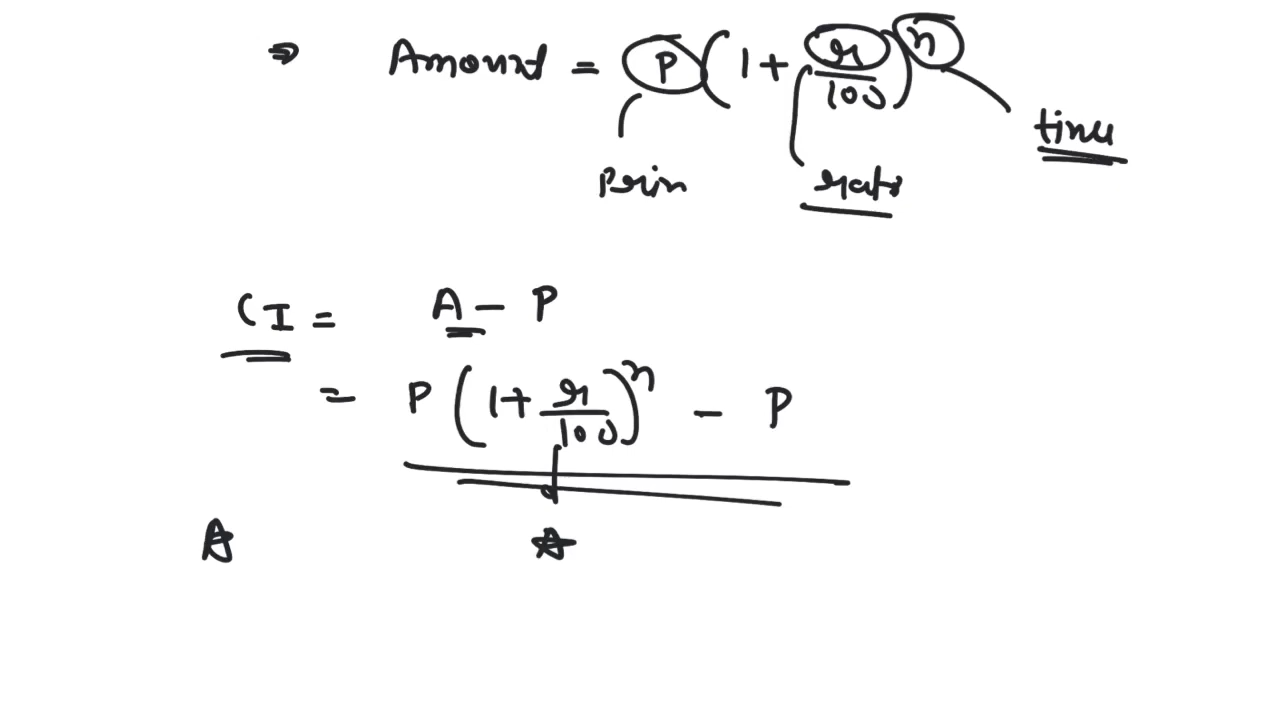 ⇒ Amount = P(1+r/100)^n
time
Prin rate
CI = A - P
= P(1+r/100)^n - P